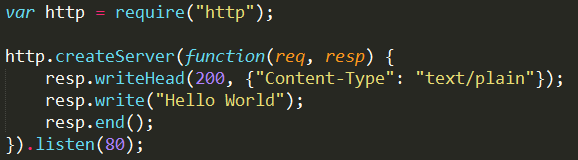 var http = require("http");
http.createServer(function(req, resp) {
    resp.writeHead(200, {"Content-Type": "text/plain"});
    resp.write("Hello World");
    resp.end();
}).listen(80);